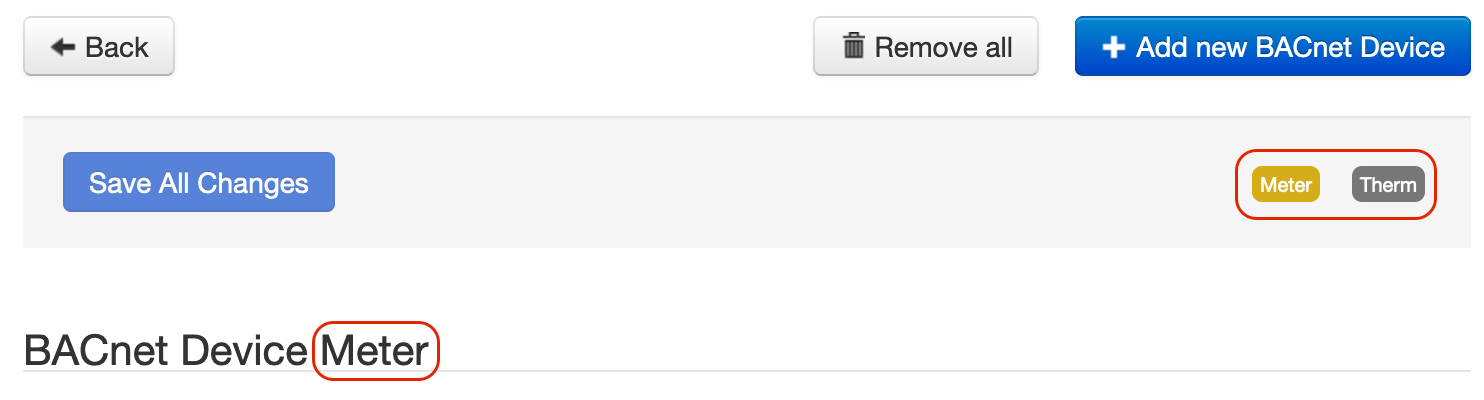 Back
Remove all
Add new BACnet Device
Save All Changes
Meter
Therm
BACnet Device Meter